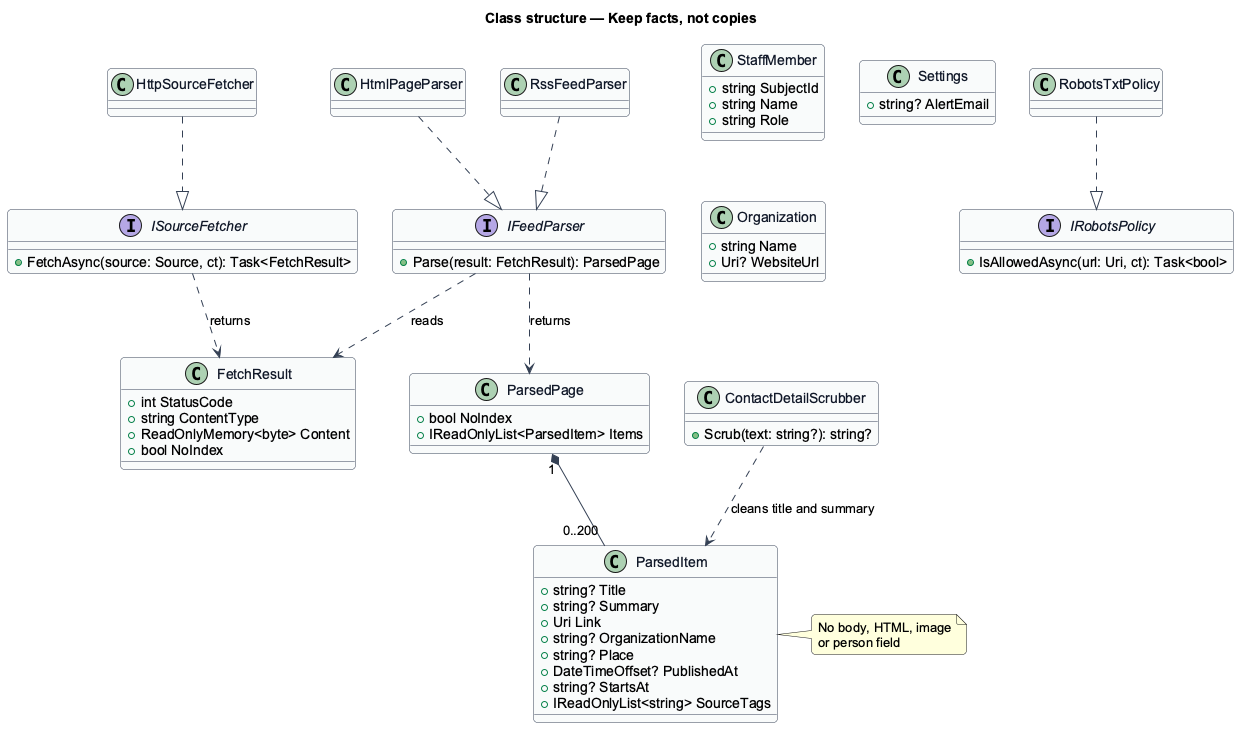 Class structure — Keep facts, not copies
C HttpSourceFetcher
C HtmlPageParser
C RssFeedParser
C StaffMember
string SubjectId
string Name
string Role
C Settings
string? AlertEmail
C RobotsTxtPolicy
I ISourceFetcher
FetchAsync(source: Source, ct): Task<FetchResult>
I IFeedParser
Parse(result: FetchResult): ParsedPage
C Organization
string Name
Uri? WebsiteUrl
I IRobotsPolicy
IsAllowedAsync(url: Uri, ct): Task<bool>
returns
reads
returns
C FetchResult
int StatusCode
string ContentType
ReadOnlyMemory<byte> Content
bool NoIndex
C ParsedPage
bool NoIndex
IReadOnlyList<ParsedItem> Items
C ContactDetailScrubber
Scrub(text: string?): string?
1
cleans title and summary
0..200
C ParsedItem
string? Title
string? Summary
Uri Link
string? OrganizationName
string? Place
DateTimeOffset? PublishedAt
string? StartsAt
IReadOnlyList<string> SourceTags
No body, HTML, image
or person field